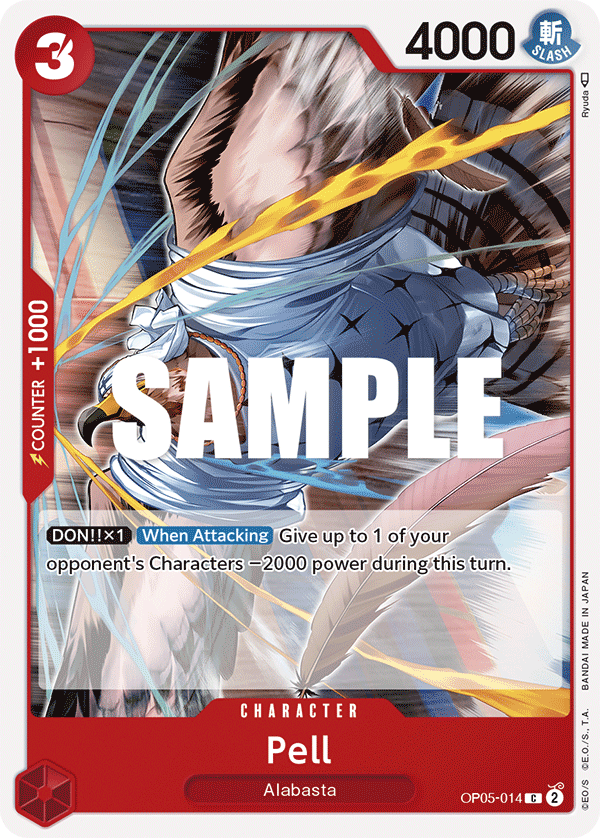 3
4000
斬
SLASH
Ryuda
COUNTER +1000
SAMPLE
DON!!×1 When Attacking Give up to 1 of your
opponent's Characters −2000 power during this turn.
CHARACTER
Pell
Alabasta
OP05-014 C 2
©EO/S ©E.O./S., T.A. BANDAI MADE IN JAPAN